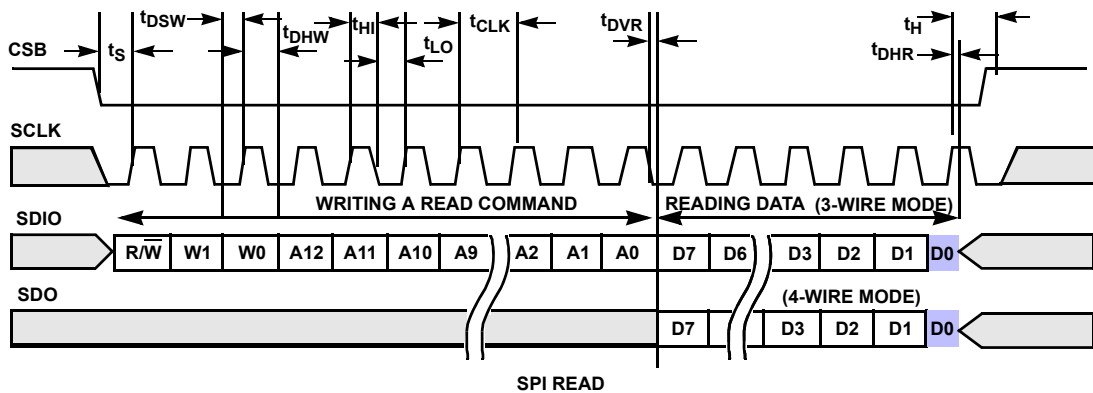 tDSW tDHW tHI tCLK tLO tDVR tH tDHR
CSB tS
SCLK
WRITING A READ COMMAND READING DATA (3-WIRE MODE)
SDIO R/W̅ W1 W0 A12 A11 A10 A9 A2 A1 A0 D7 D6 D3 D2 D1 D0
SDO (4-WIRE MODE)
D7 D3 D2 D1 D0
SPI READ